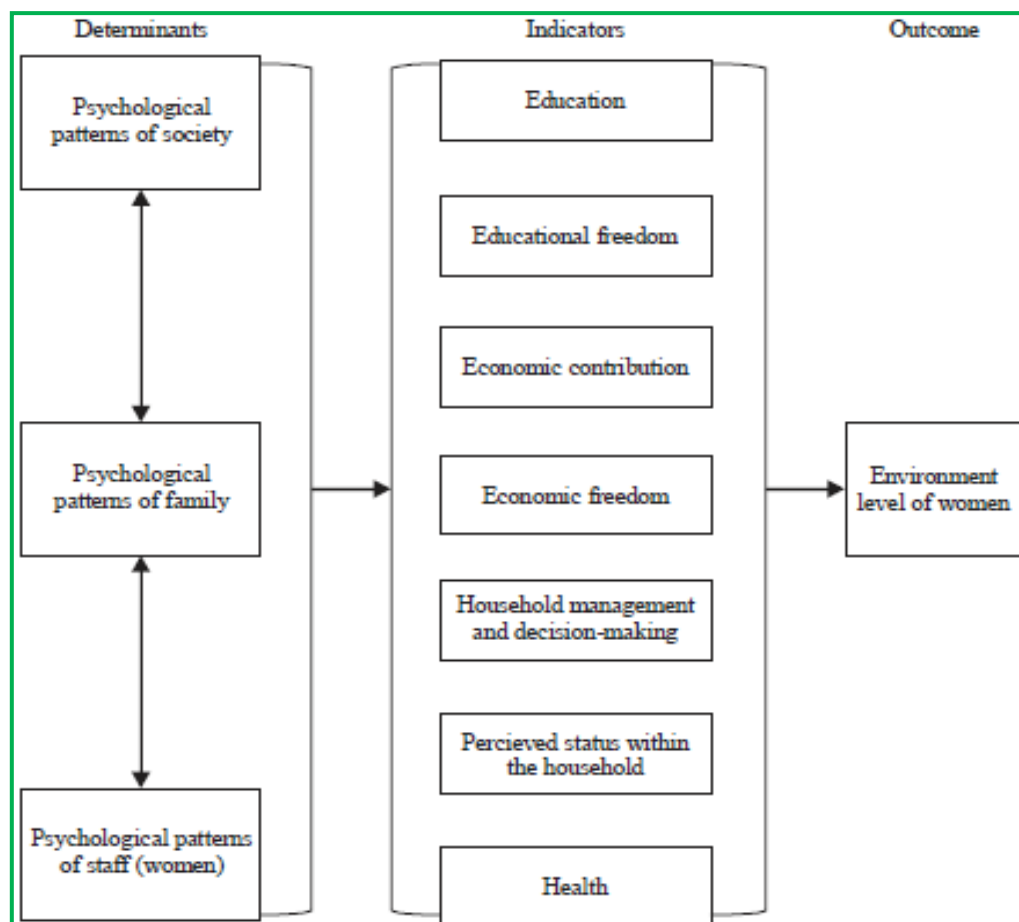 Determinants
Indicators
Outcome
Psychological
patterns of society
Psychological
patterns of family
Psychological patterns
of staff (women)
Education
Educational freedom
Economic contribution
Economic freedom
Household management
and decision-making
Percieved status within
the household
Health
Environment
level of women